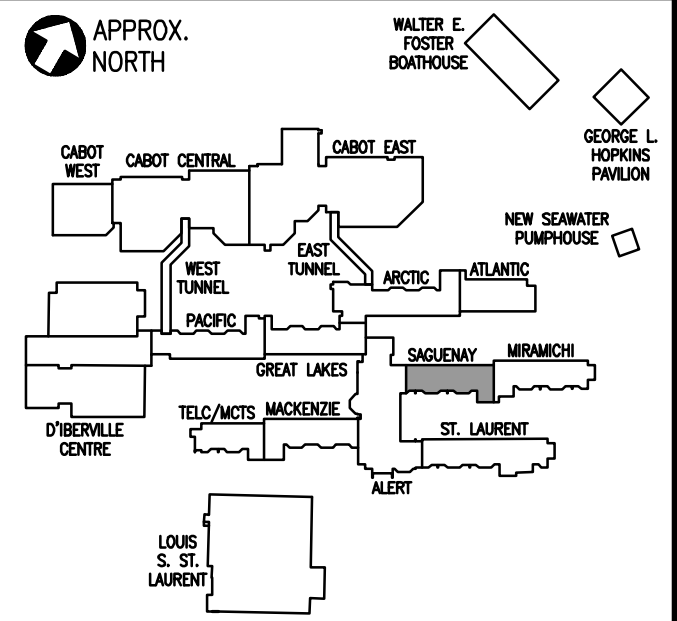 APPROX.
NORTH
WALTER E.
FOSTER
BOATHOUSE
GEORGE L.
HOPKINS
PAVILION
CABOT
WEST
CABOT CENTRAL
CABOT EAST
NEW SEAWATER
PUMPHOUSE
WEST
TUNNEL
EAST
TUNNEL
ARCTIC
ATLANTIC
PACIFIC
GREAT LAKES
SAGUENAY
MIRAMICHI
D'IBERVILLE
CENTRE
TELC/MCTS
MACKENZIE
ST. LAURENT
ALERT
LOUIS
S. ST.
LAURENT